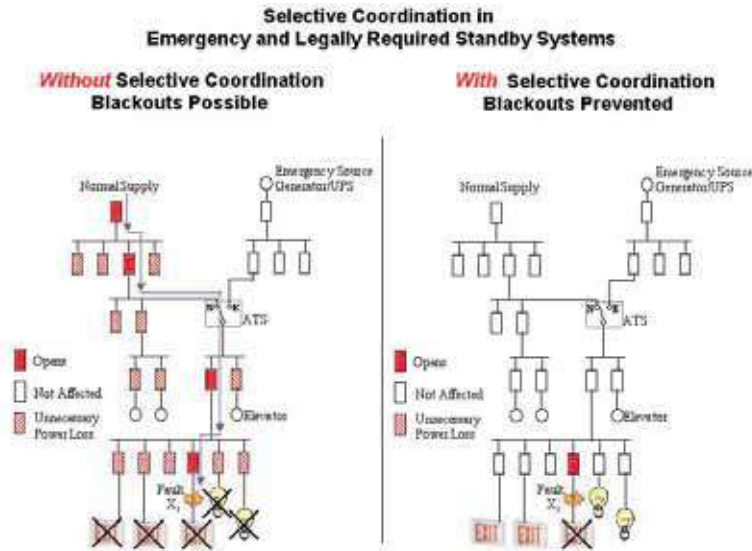 Selective Coordination in
Emergency and Legally Required Standby Systems
Without Selective Coordination
Blackouts Possible
Normal Supply
Emergency Source
Generator/UPS
N
E
ATS
Opens
Not Affected
Unnecessary
Power Loss
Elevator
Fault
X₁
With Selective Coordination
Blackouts Prevented
Normal Supply
Emergency Source
Generator/UPS
N
E
ATS
Opens
Not Affected
Unnecessary
Power Loss
Elevator
Fault
X₁
EXIT
EXIT